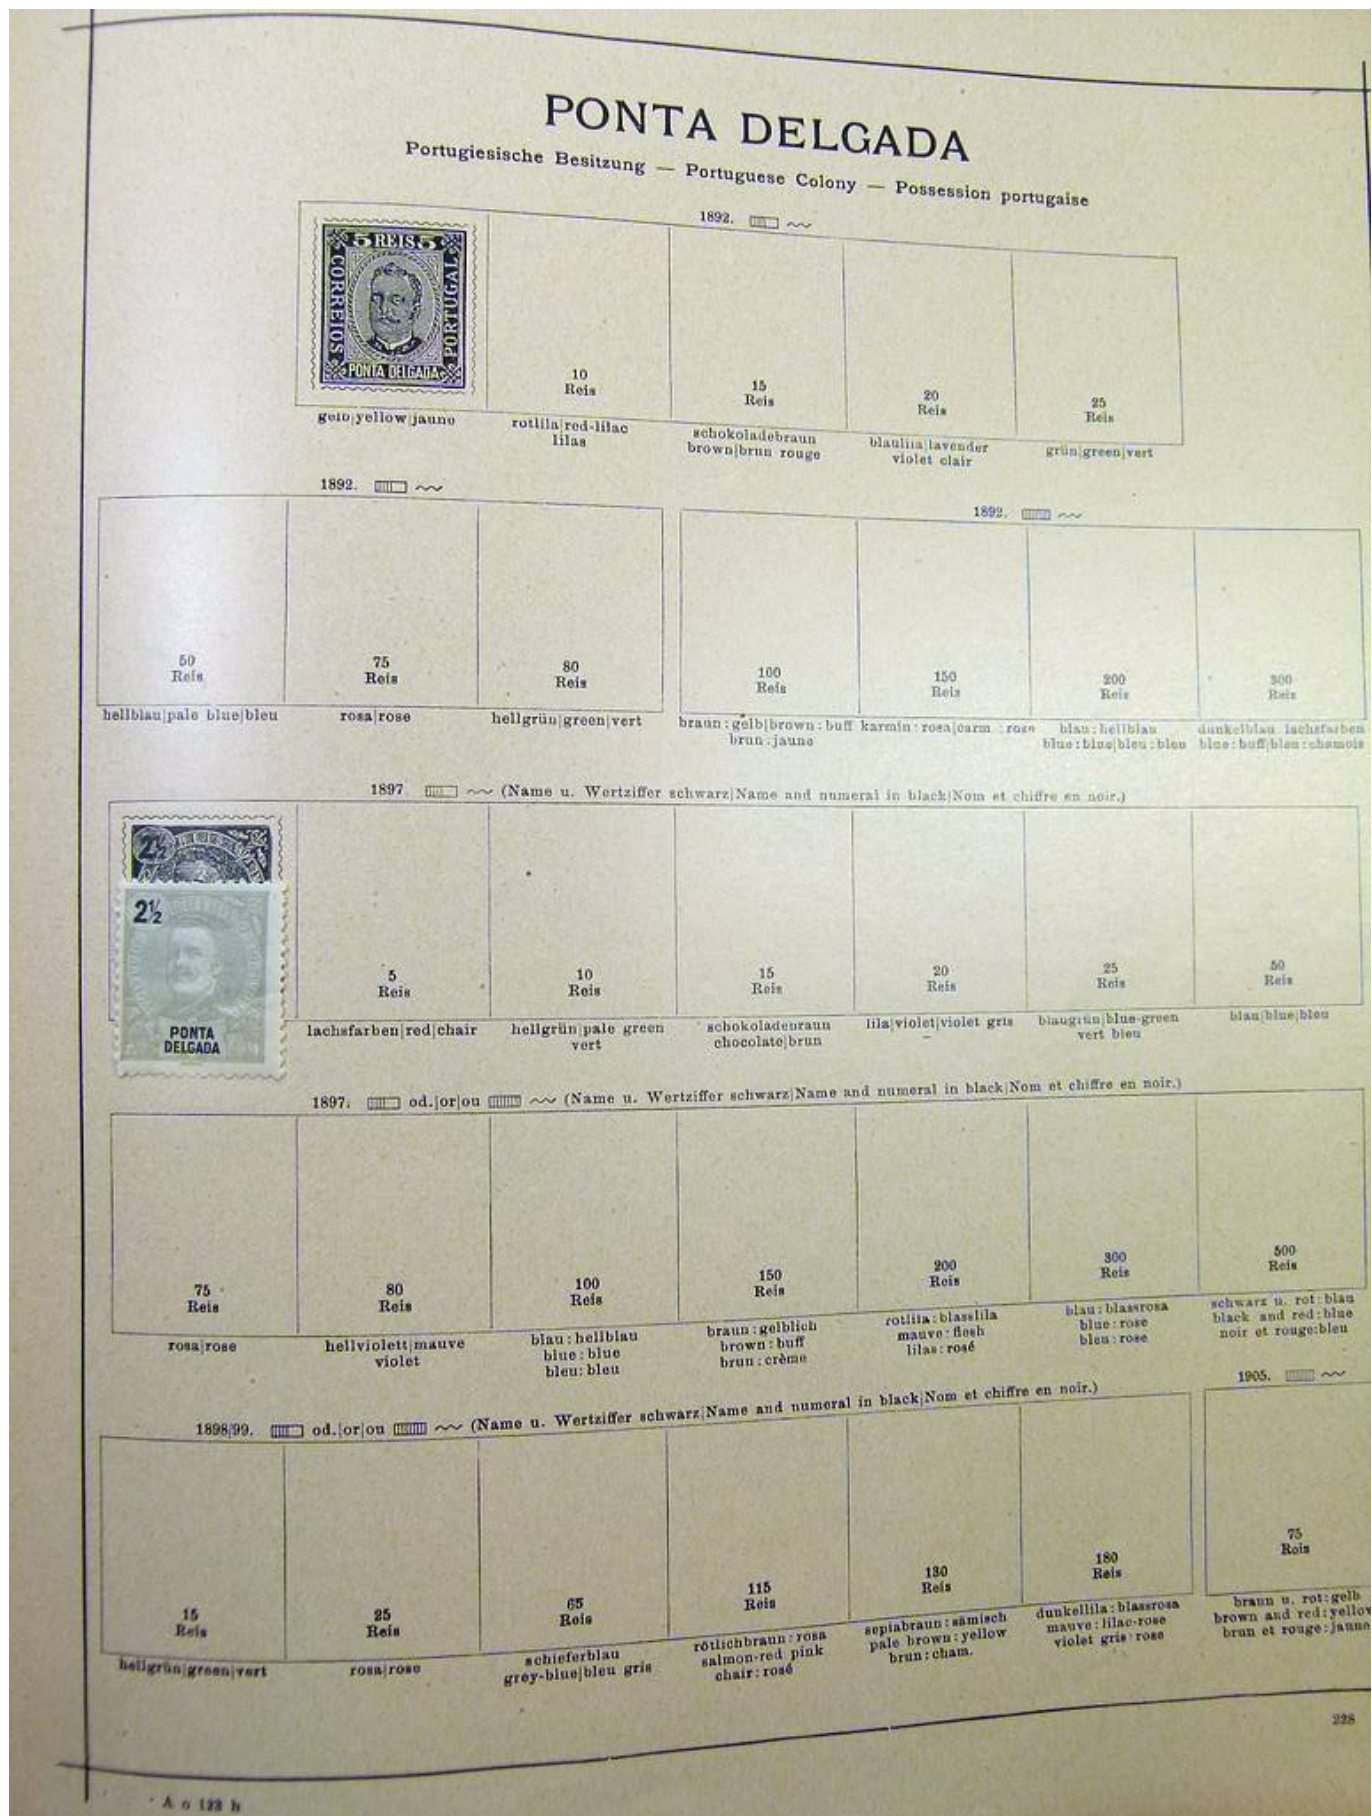 PONTA DELGADA
Portugiesische Besitzung — Portuguese Colony — Possession portugaise
1892.
5 REIS 5
CORREIOS
PORTUGAL
PONTA DELGADA
10
Reis
15
Reis
20
Reis
25
Reis
gelb|yellow|jaune
rotlila|red-lilac
lilas
schokoladebraun
brown|brun rouge
blaulila|lavender
violet clair
grün|green|vert
1892.
1892.
50
Reis
75
Reis
80
Reis
100
Reis
150
Reis
200
Reis
300
Reis
hellblau|pale blue|bleu
rosa|rose
hellgrün|green|vert
braun:gelb|brown:buff
brun:jaune
karmin:rosa|carm.:rose
blau:hellblau
blue:blue|bleu:bleu
dunkelblau lachsfarben
blue:buff|bleu:chamois
1897. (Name u. Wertziffer schwarz|Name and numeral in black|Nom et chiffre en noir.)
2½
2½
PONTA
DELGADA
5
Reis
10
Reis
15
Reis
20
Reis
25
Reis
50
Reis
lachsfarben|red|chair
hellgrün|pale green
vert
schokoladebraun
chocolate|brun
lila|violet|violet gris
blaugrün|blue-green
vert bleu
blau|blue|bleu
1897. od.|or|ou (Name u. Wertziffer schwarz|Name and numeral in black|Nom et chiffre en noir.)
75
Reis
80
Reis
100
Reis
150
Reis
200
Reis
300
Reis
500
Reis
rosa|rose
hellviolett|mauve
violet
blau:hellblau
blue:blue
bleu:bleu
braun:gelblich
brown:buff
brun:crème
rotlila:blasslila
mauve:flesh
lilas:rosé
blau:blassrosa
blue:rose
bleu:rose
schwarz u. rot:blau
black and red:blue
noir et rouge:bleu
1898/99. od.|or|ou (Name u. Wertziffer schwarz|Name and numeral in black|Nom et chiffre en noir.)
1905.
15
Reis
25
Reis
65
Reis
115
Reis
130
Reis
180
Reis
75
Reis
hellgrün|green|vert
rosa|rose
schieferblau
grey-blue|bleu gris
rötlichbraun:rosa
salmon-red pink
chair:rosé
sepiabraun:sämisch
pale brown:yellow
brun:cham.
dunkellila:blassrosa
mauve:lilac-rose
violet gris:rose
braun u. rot:gelb
brown and red:yellow
brun et rouge:jaune
228
A o 123 h